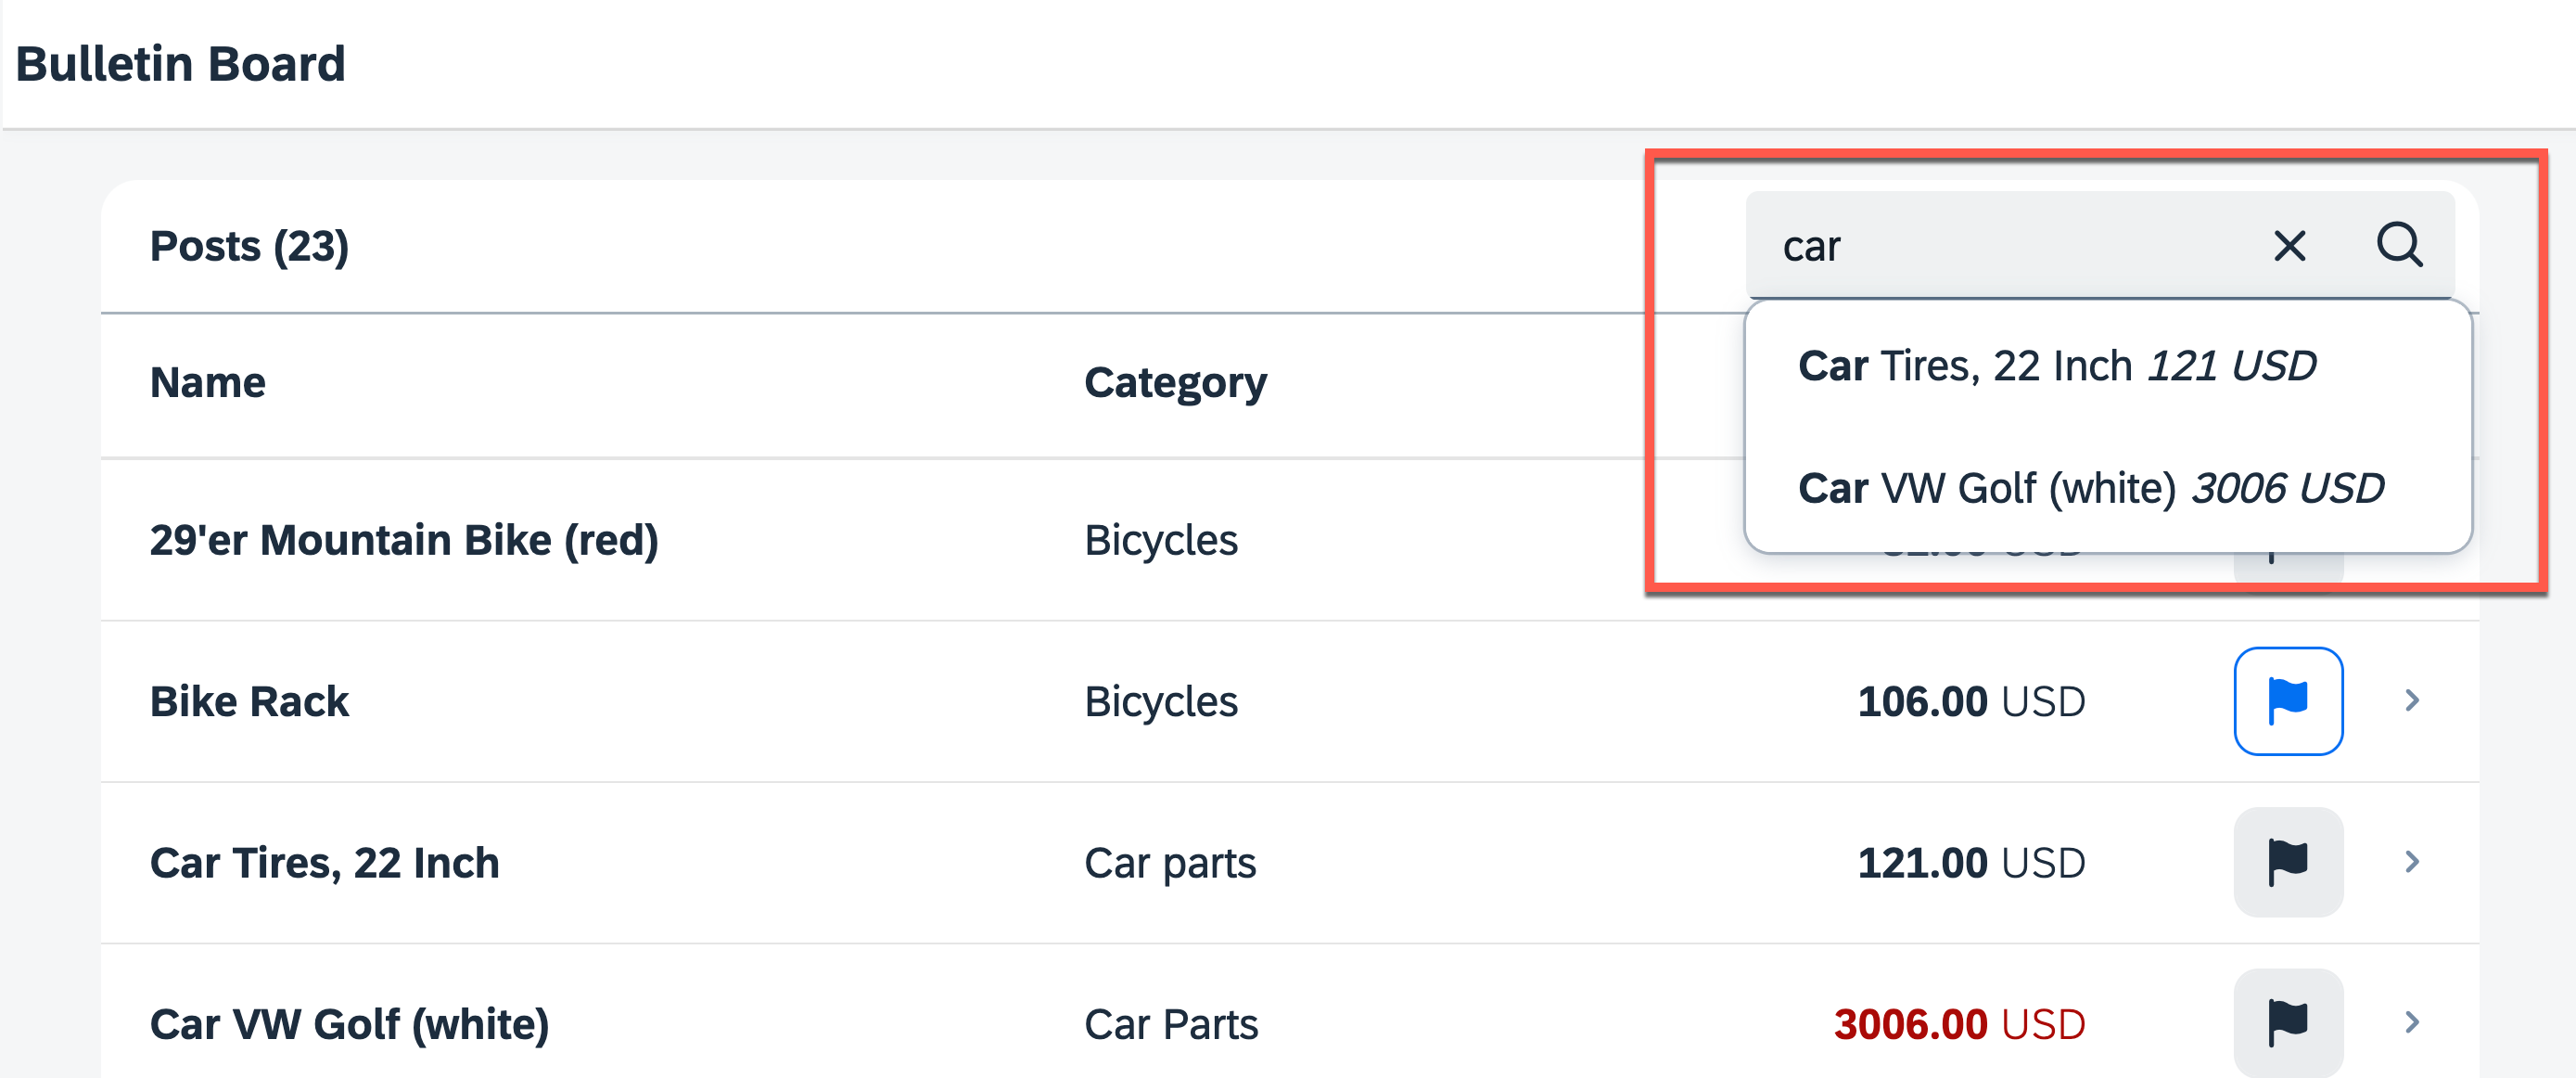 Bulletin Board
Posts (23)
car
Car Tires, 22 Inch 121 USD
Car VW Golf (white) 3006 USD
Name Category
29'er Mountain Bike (red) Bicycles
Bike Rack Bicycles 106.00 USD
Car Tires, 22 Inch Car parts 121.00 USD
Car VW Golf (white) Car Parts 3006.00 USD